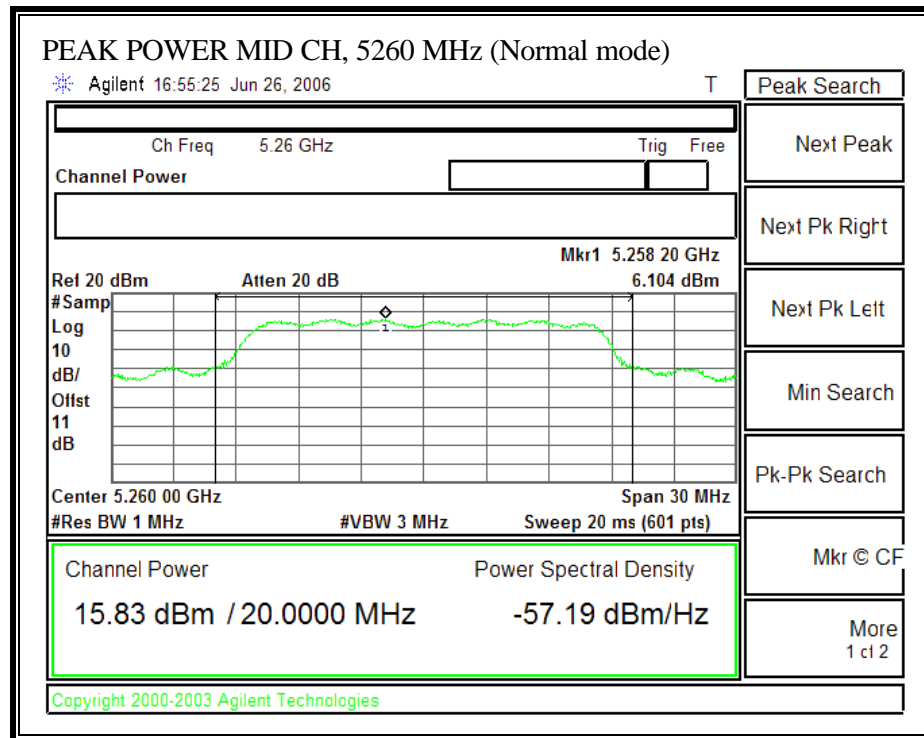 PEAK POWER MID CH, 5260 MHz (Normal mode)
Agilent 16:55:25 Jun 26, 2006 T
Peak Search
Ch Freq 5.26 GHz Trig Free
Channel Power
Mkr1 5.258 20 GHz
Ref 20 dBm Atten 20 dB 6.104 dBm
#Samp
Log
10
dB/
Offst
11
dB
1
Center 5.260 00 GHz Span 30 MHz
#Res BW 1 MHz #VBW 3 MHz Sweep 20 ms (601 pts)
Channel Power Power Spectral Density
15.83 dBm / 20.0000 MHz -57.19 dBm/Hz
Copyright 2000-2003 Agilent Technologies
Next Peak
Next Pk Right
Next Pk Left
Min Search
Pk-Pk Search
Mkr © CF
More
1 of 2